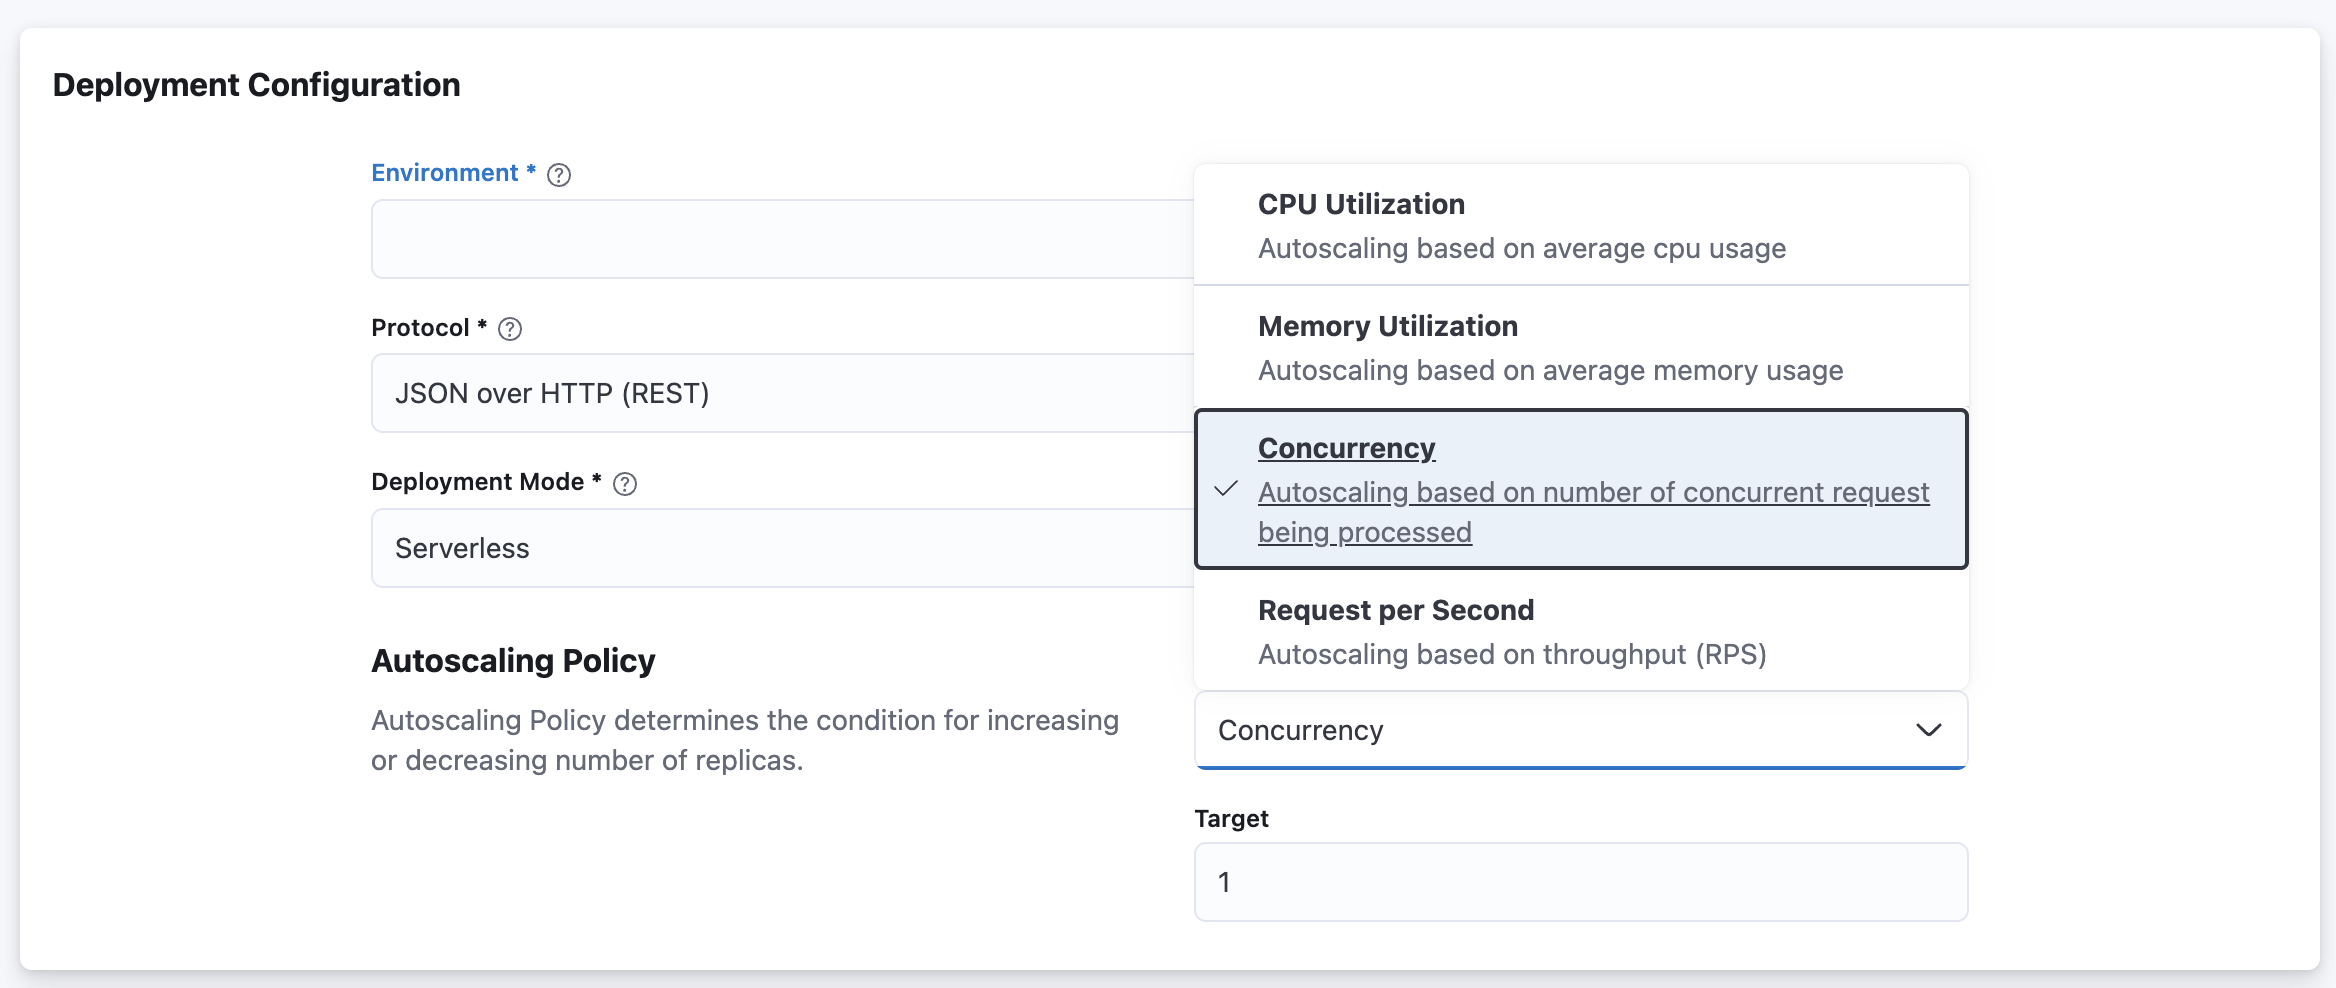 Deployment Configuration
Environment *
Protocol *
JSON over HTTP (REST)
Deployment Mode *
Serverless
Autoscaling Policy
Autoscaling Policy determines the condition for increasing
or decreasing number of replicas.
CPU Utilization
Autoscaling based on average cpu usage
Memory Utilization
Autoscaling based on average memory usage
Concurrency
Autoscaling based on number of concurrent request
being processed
Request per Second
Autoscaling based on throughput (RPS)
Concurrency
Target
1